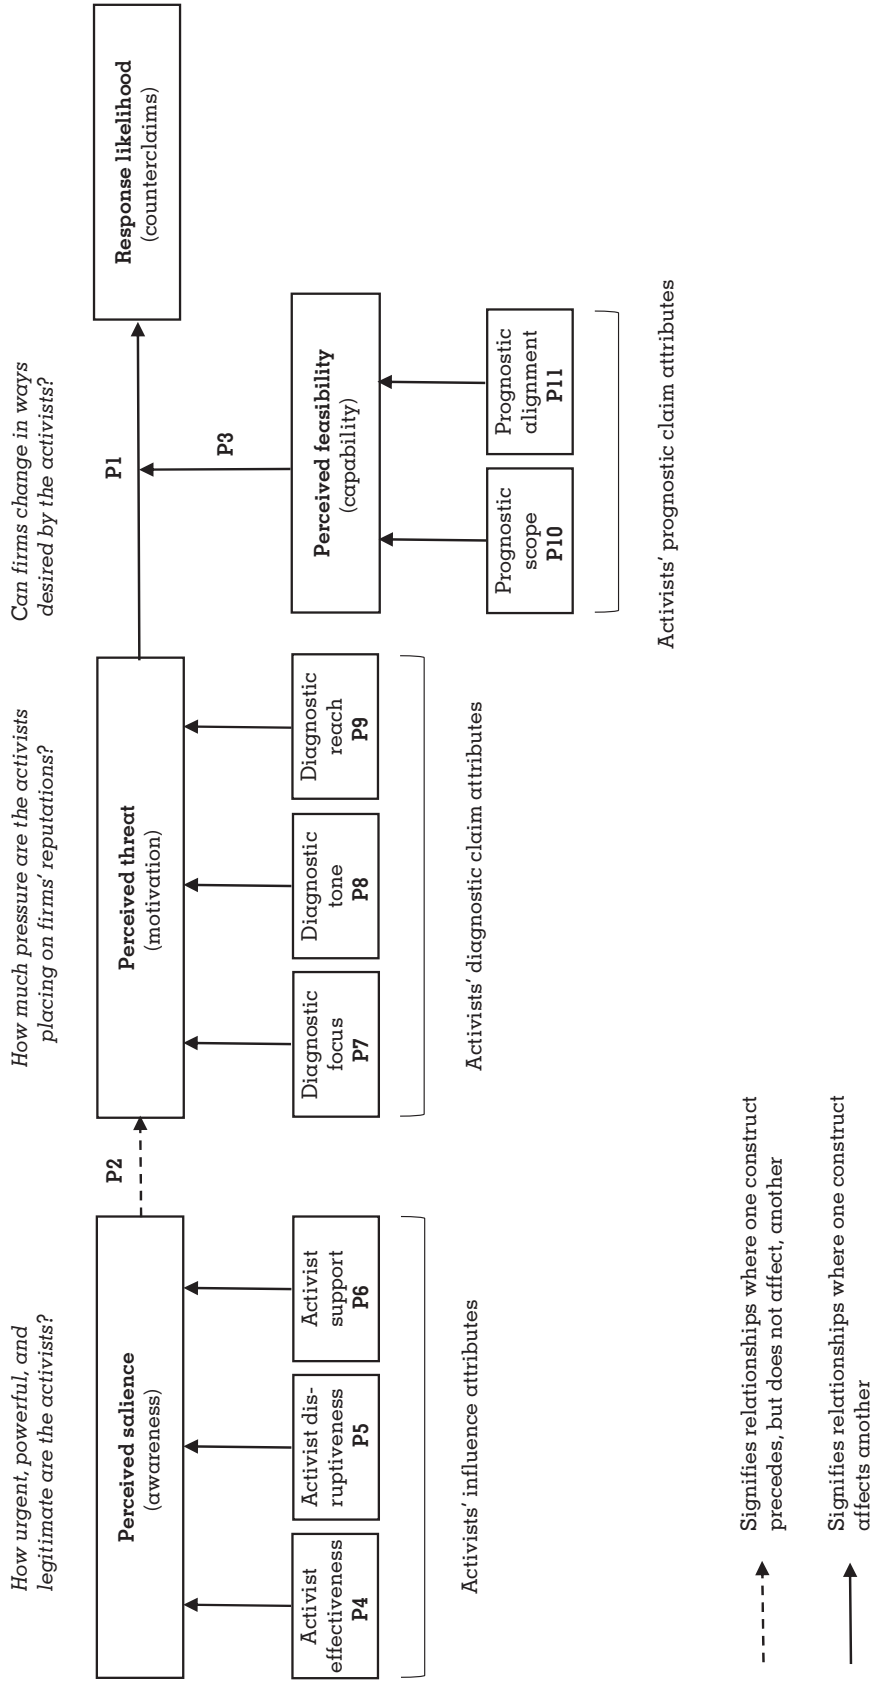 How urgent, powerful, and
legitimate are the activists?
How much pressure are the activists
placing on firms' reputations?
Can firms change in ways
desired by the activists?
Perceived salience
(awareness)
P2
Perceived threat
(motivation)
P1
Response likelihood
(counterclaims)
P3
Activist
effectiveness
P4
Activist dis-
ruptiveness
P5
Activist
support
P6
Activists' influence attributes
Diagnostic
focus
P7
Diagnostic
tone
P8
Diagnostic
reach
P9
Activists' diagnostic claim attributes
Perceived feasibility
(capability)
Prognostic
scope
P10
Prognostic
alignment
P11
Activists' prognostic claim attributes
Signifies relationships where one construct
precedes, but does not affect, another
Signifies relationships where one construct
affects another